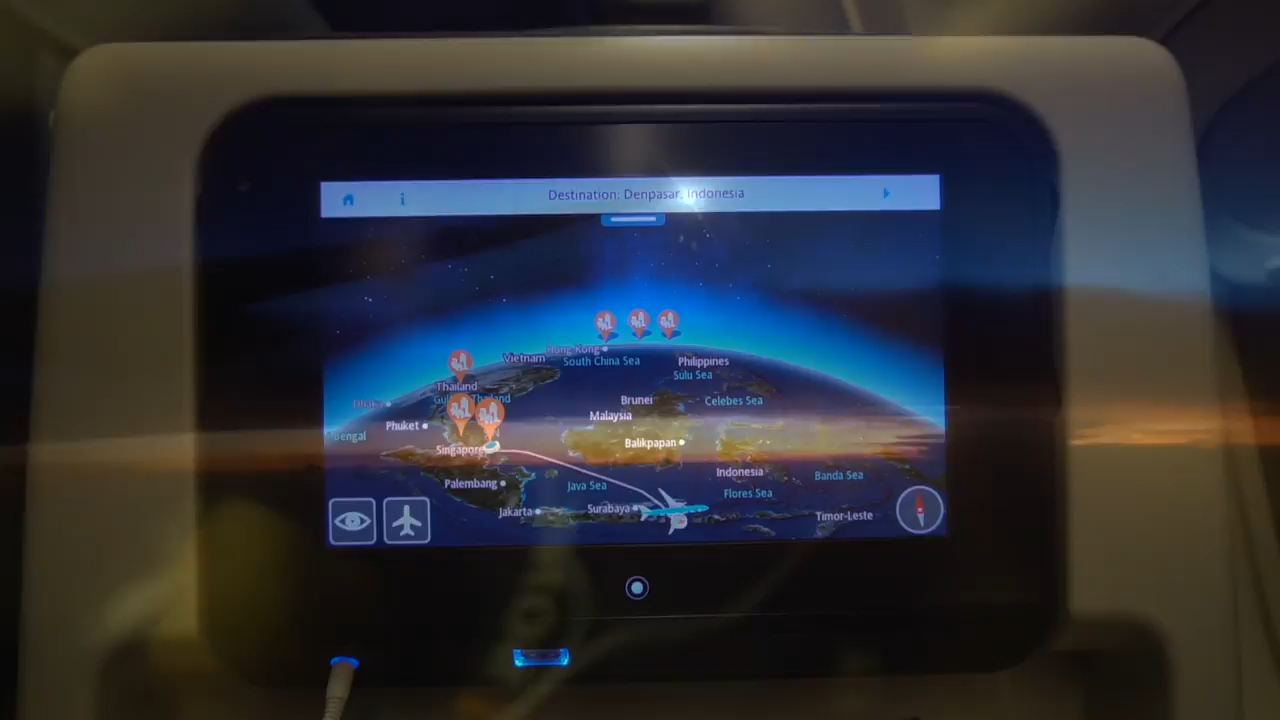 Destination: Denpasar, Indonesia
Hong Kong
Vietnam
South China Sea
Philippines
Sulu Sea
Thailand
Brunei
Celebes Sea
Malaysia
Phuket
Bengal
Balikpapan
Singapore
Indonesia
Banda Sea
Palembang
Java Sea
Flores Sea
Jakarta
Surabaya
Timor-Leste